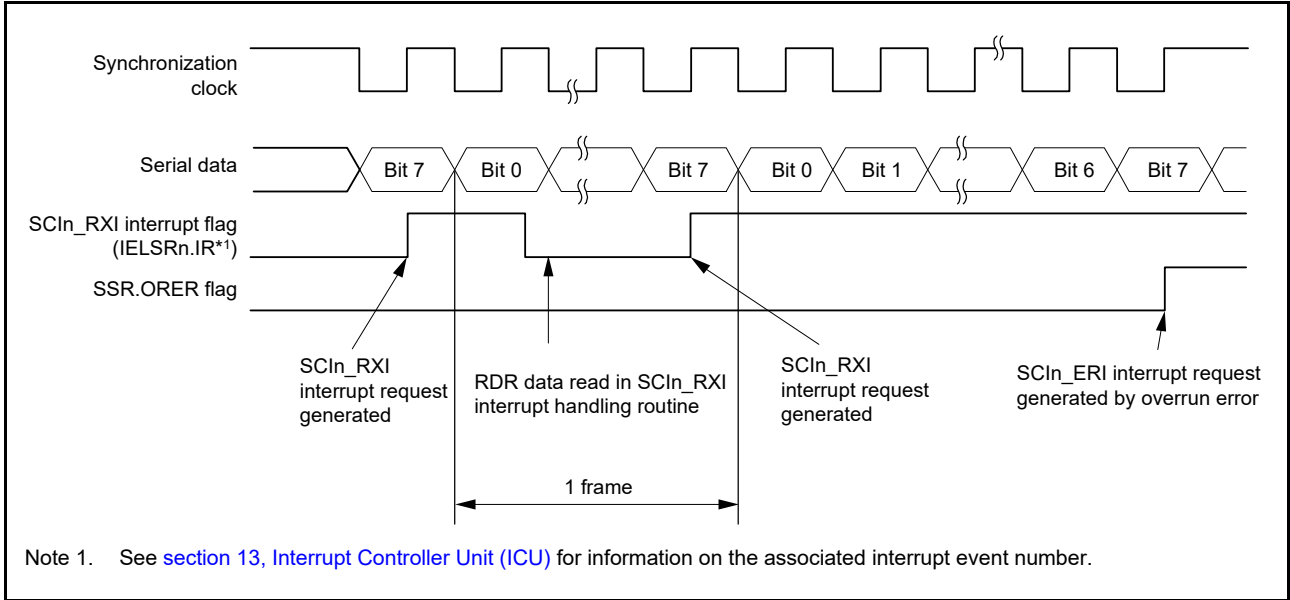 Synchronization
clock
Serial data
Bit 7
Bit 0
Bit 7
Bit 0
Bit 1
Bit 6
Bit 7
SCIn_RXI interrupt flag
(IELSRn.IR*1)
SSR.ORER flag
SCIn_RXI
interrupt request
generated
RDR data read in SCIn_RXI
interrupt handling routine
SCIn_RXI
interrupt request
generated
SCIn_ERI interrupt request
generated by overrun error
1 frame
Note 1. See section 13, Interrupt Controller Unit (ICU) for information on the associated interrupt event number.